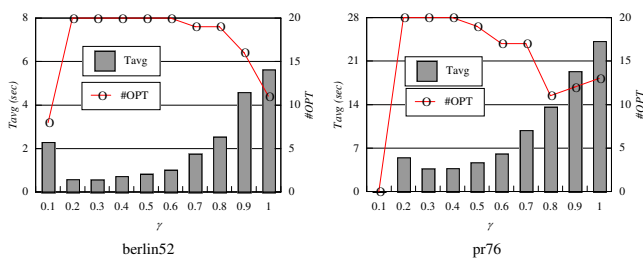 8 20 28 20
Tavg Tavg
6 15 21 15
#OPT #OPT
Tavg (sec) 4 10 #OPT Tavg (sec) 14 10 #OPT
2 5 7 5
0 0 0 0
0.1 0.2 0.3 0.4 0.5 0.6 0.7 0.8 0.9 1 0.1 0.2 0.3 0.4 0.5 0.6 0.7 0.8 0.9 1
γ γ
berlin52 pr76